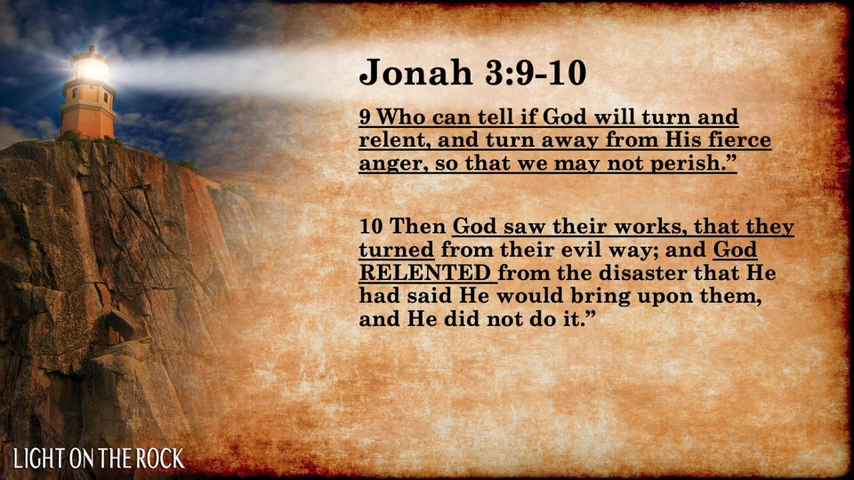 Jonah 3:9-10
9 Who can tell if God will turn and
relent, and turn away from His fierce
anger, so that we may not perish.”
10 Then God saw their works, that they
turned from their evil way; and God
RELENTED from the disaster that He
had said He would bring upon them,
and He did not do it.”
LIGHT ON THE ROCK